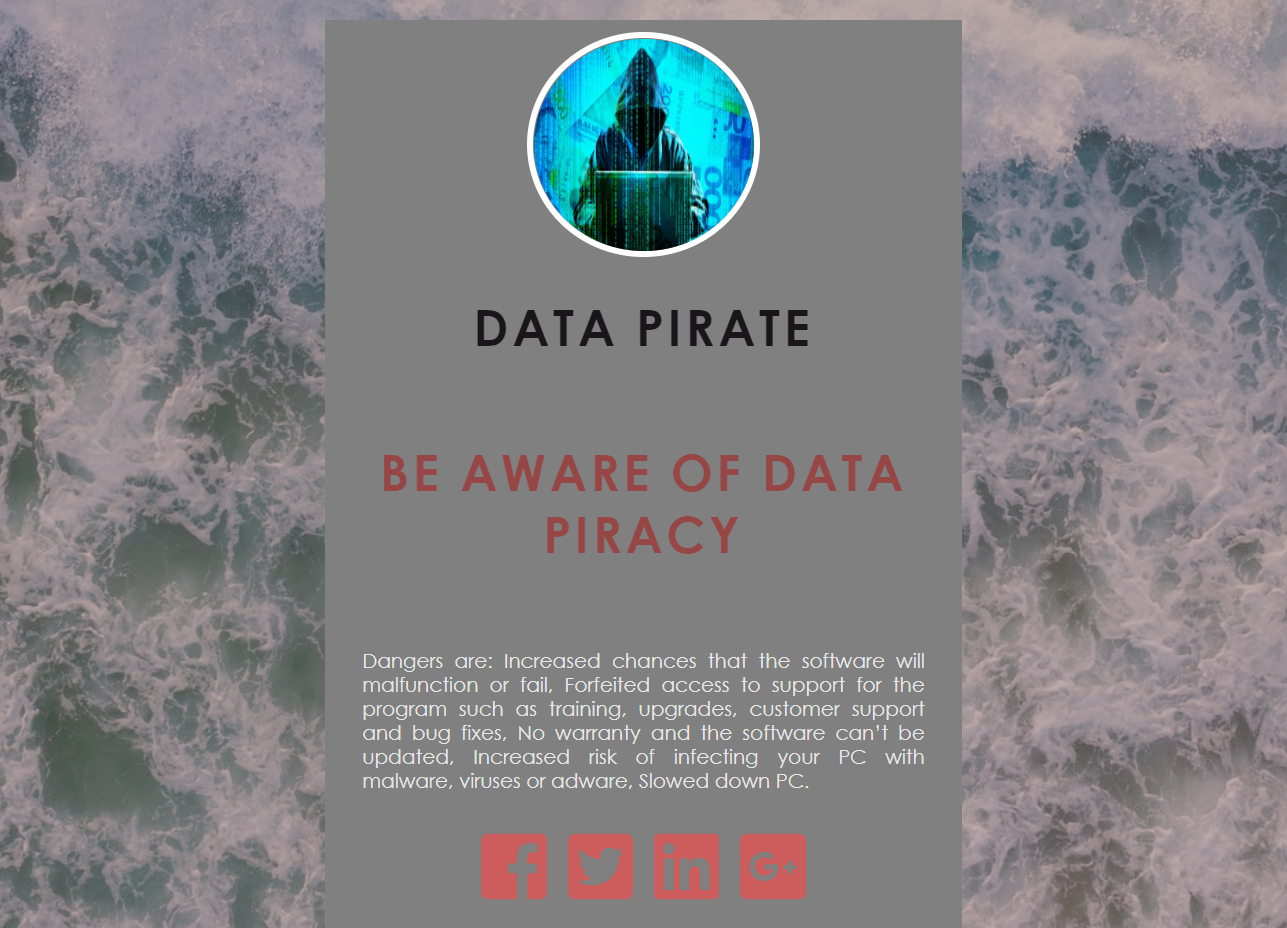 DATA PIRATE
BE AWARE OF DATA
PIRACY
Dangers are: Increased chances that the software will
malfunction or fail, Forfeited access to support for the
program such as training, upgrades, customer support
and bug fixes, No warranty and the software can’t be
updated, Increased risk of infecting your PC with
malware, viruses or adware, Slowed down PC.